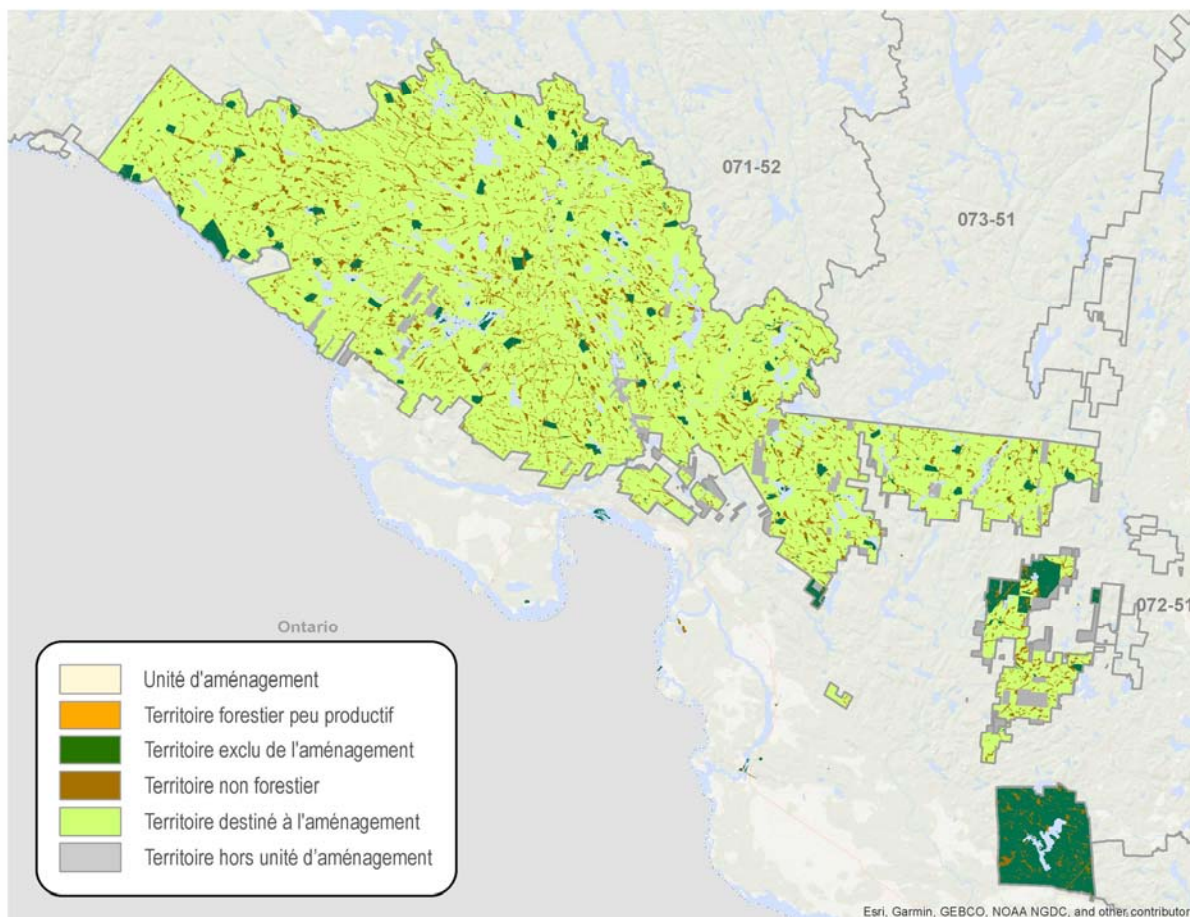 071-52
073-51
072-51
Ontario
Unité d'aménagement
Territoire forestier peu productif
Territoire exclu de l'aménagement
Territoire non forestier
Territoire destiné à l'aménagement
Territoire hors unité d'aménagement
Esri, Garmin, GEBCO, NOAA NGDC, and other contributor